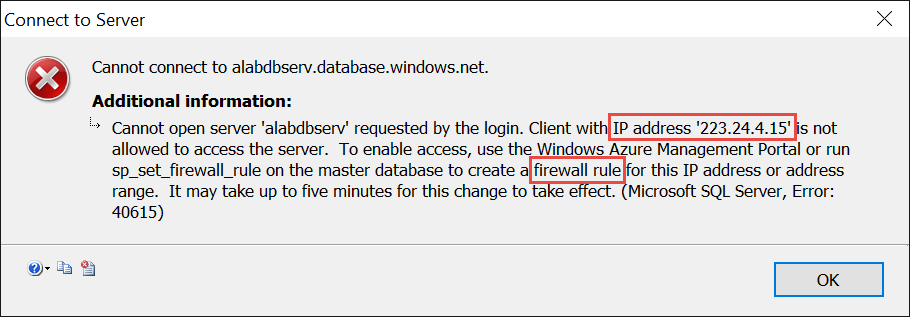 Connect to Server
Cannot connect to alabdbserv.database.windows.net.
Additional information:
Cannot open server 'alabdbserv' requested by the login. Client with IP address '223.24.4.15' is not
allowed to access the server.  To enable access, use the Windows Azure Management Portal or run
sp_set_firewall_rule on the master database to create a firewall rule for this IP address or address
range.  It may take up to five minutes for this change to take effect. (Microsoft SQL Server, Error:
40615)
OK